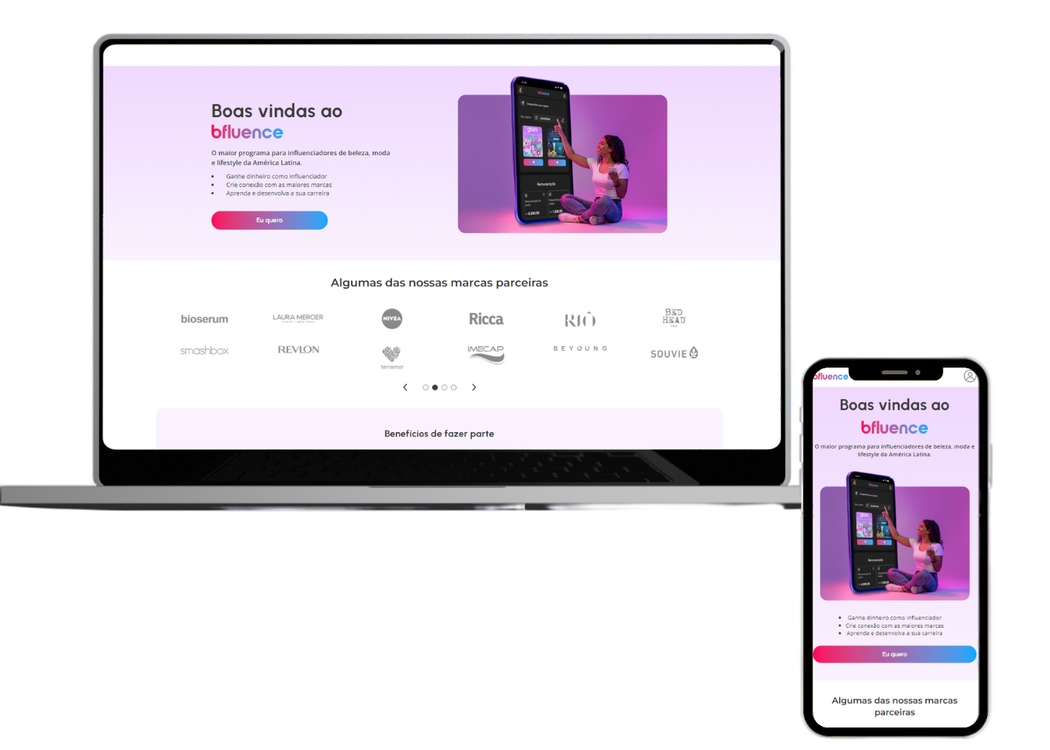 Boas vindas ao
bfluence
O maior programa para influenciadores de beleza, moda
e lifestyle da América Latina.
• Ganhe dinheiro como influenciador
• Crie conexão com as maiores marcas
• Aprenda e desenvolva a sua carreira
Eu quero
Algumas das nossas marcas parceiras
bioserum
LAURA MERCIER
NIVEA
Ricca
RIÔ
BED
HEAD
smashbox
REVLON
terramor
IMECAP
BEYOUNG
SOUVIE
Benefícios de fazer parte
bfluence
Boas vindas ao
bfluence
O maior programa para influenciadores de beleza, moda e
lifestyle da América Latina.
• Ganhe dinheiro como influenciador
• Crie conexão com as maiores marcas
• Aprenda e desenvolva a sua carreira
Eu quero
Algumas das nossas marcas
parceiras